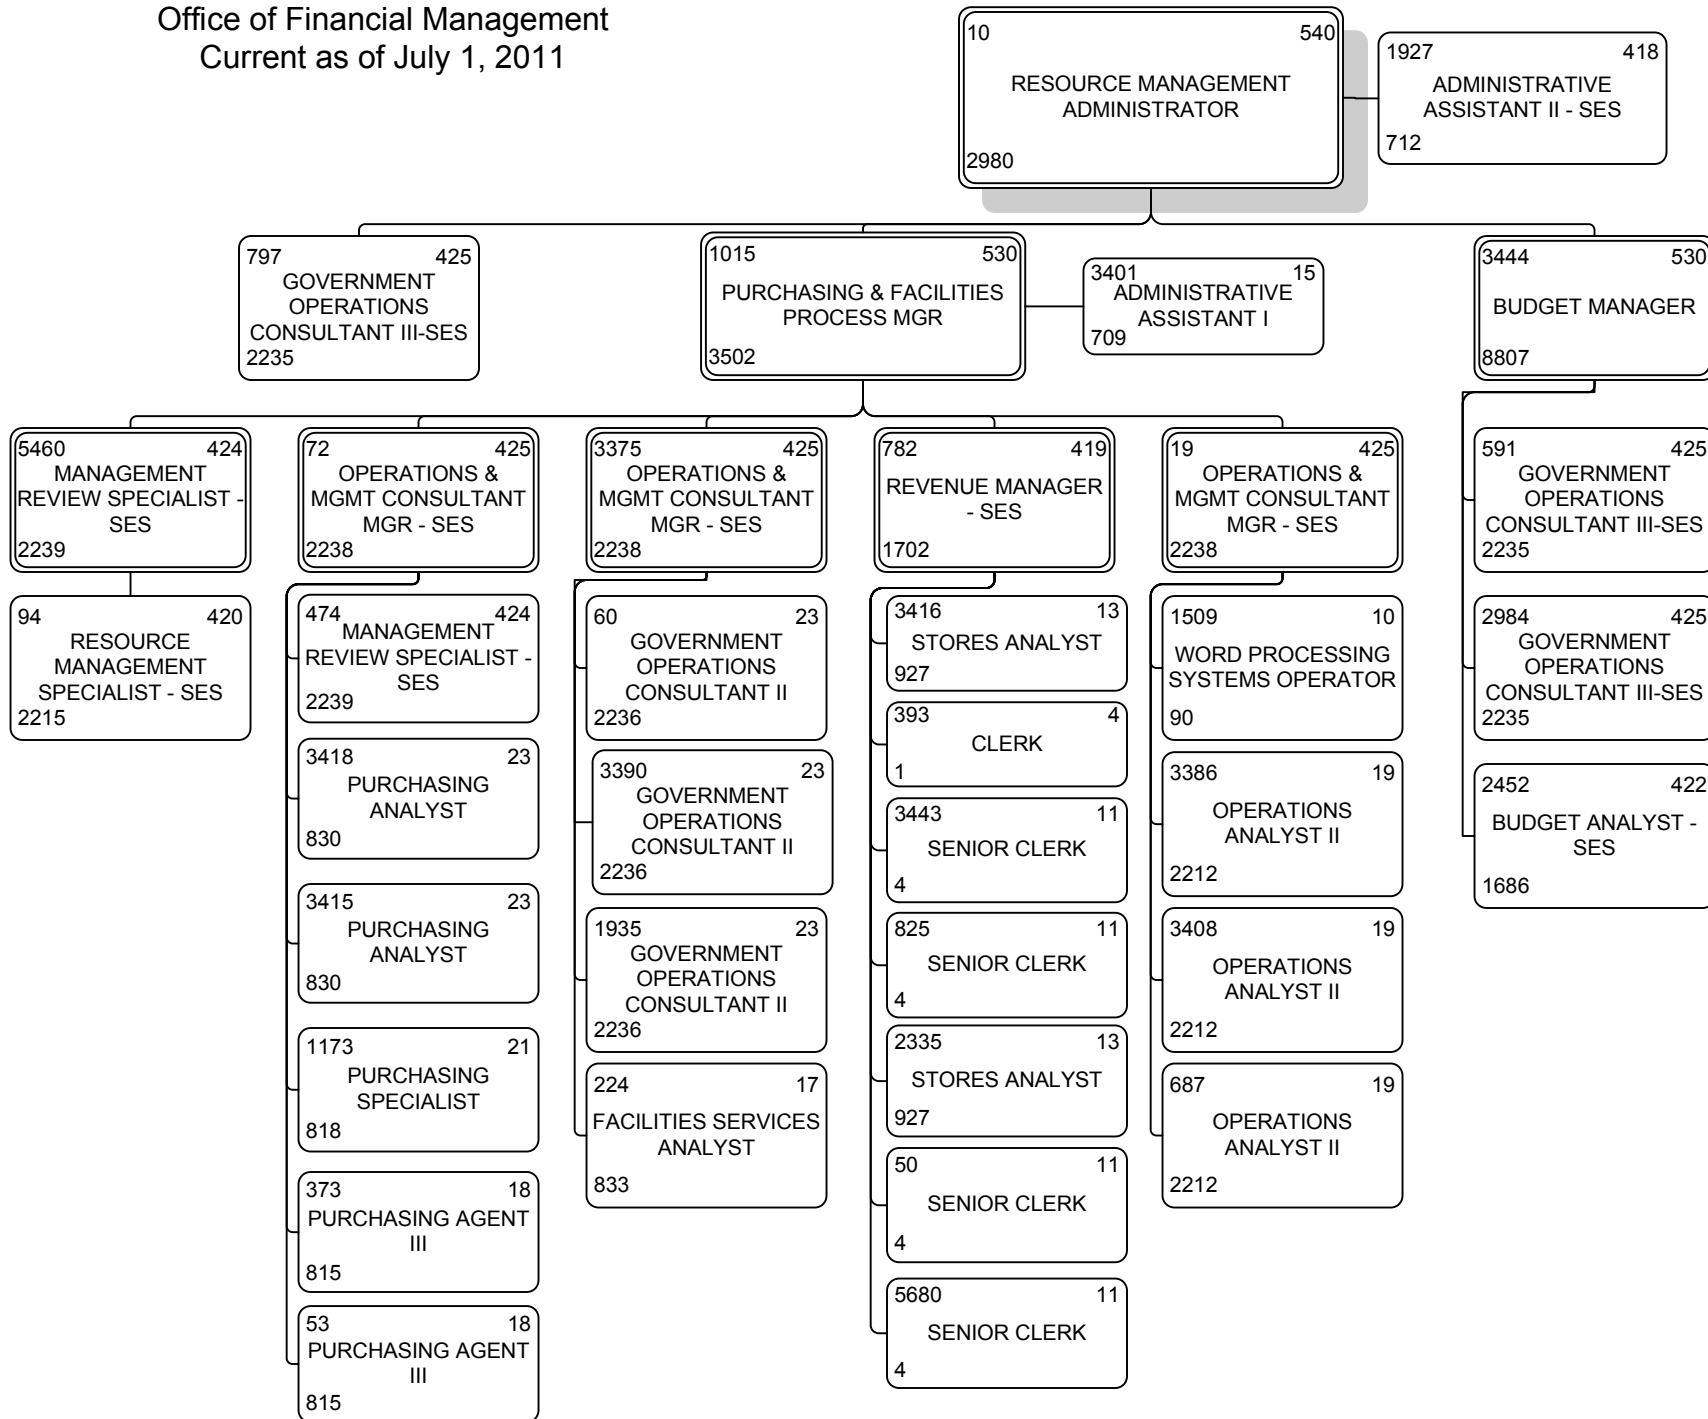 Office of Financial Management
Current as of July 1, 2011
10 540
RESOURCE MANAGEMENT
ADMINISTRATOR
2980
1927 418
ADMINISTRATIVE
ASSISTANT II - SES
712
797 425
GOVERNMENT
OPERATIONS
CONSULTANT III-SES
2235
1015 530
PURCHASING & FACILITIES
PROCESS MGR
3502
3401 15
ADMINISTRATIVE
ASSISTANT I
709
3444 530
BUDGET MANAGER
8807
5460 424
MANAGEMENT
REVIEW SPECIALIST -
SES
2239
72 425
OPERATIONS &
MGMT CONSULTANT
MGR - SES
2238
3375 425
OPERATIONS &
MGMT CONSULTANT
MGR - SES
2238
782 419
REVENUE MANAGER
- SES
1702
19 425
OPERATIONS &
MGMT CONSULTANT
MGR - SES
2238
591 425
GOVERNMENT
OPERATIONS
CONSULTANT III-SES
2235
94 420
RESOURCE
MANAGEMENT
SPECIALIST - SES
2215
474 424
MANAGEMENT
REVIEW SPECIALIST -
SES
2239
3418 23
PURCHASING
ANALYST
830
3415 23
PURCHASING
ANALYST
830
1173 21
PURCHASING
SPECIALIST
818
373 18
PURCHASING AGENT
III
815
53 18
PURCHASING AGENT
III
815
60 23
GOVERNMENT
OPERATIONS
CONSULTANT II
2236
3390 23
GOVERNMENT
OPERATIONS
CONSULTANT II
2236
1935 23
GOVERNMENT
OPERATIONS
CONSULTANT II
2236
224 17
FACILITIES SERVICES
ANALYST
833
3416 13
STORES ANALYST
927
393 4
CLERK
1
3443 11
SENIOR CLERK
4
825 11
SENIOR CLERK
4
2335 13
STORES ANALYST
927
50 11
SENIOR CLERK
4
5680 11
SENIOR CLERK
4
1509 10
WORD PROCESSING
SYSTEMS OPERATOR
90
3386 19
OPERATIONS
ANALYST II
2212
3408 19
OPERATIONS
ANALYST II
2212
687 19
OPERATIONS
ANALYST II
2212
2984 425
GOVERNMENT
OPERATIONS
CONSULTANT III-SES
2235
2452 422
BUDGET ANALYST -
SES
1686